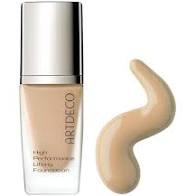 ARTDECO
High
Performance
Lifting
Foundation